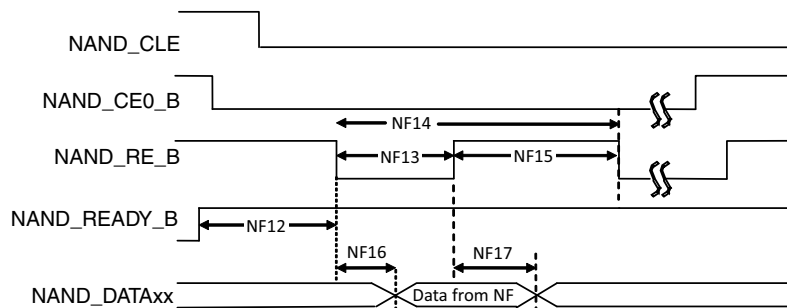 NAND_CLE
NAND_CE0_B
NF14
NAND_RE_B
NF13
NF15
NAND_READY_B
NF12
NF16
NF17
NAND_DATAxx
Data from NF